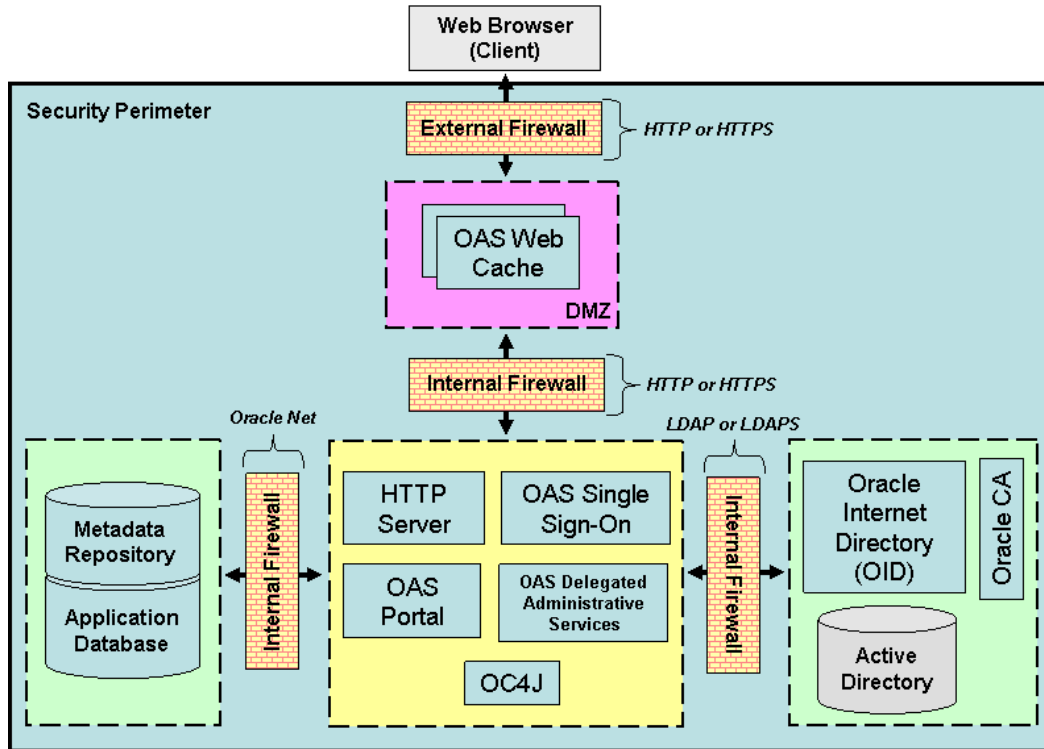 Web Browser
(Client)
Security Perimeter
External Firewall
HTTP or HTTPS
OAS Web
Cache
DMZ
Internal Firewall
HTTP or HTTPS
Oracle Net
LDAP or LDAPS
Metadata
Repository
Application
Database
Internal Firewall
HTTP
Server
OAS Single
Sign-On
OAS
Portal
OAS Delegated
Administrative
Services
OC4J
Internal Firewall
Oracle
Internet
Directory
(OID)
Oracle CA
Active
Directory